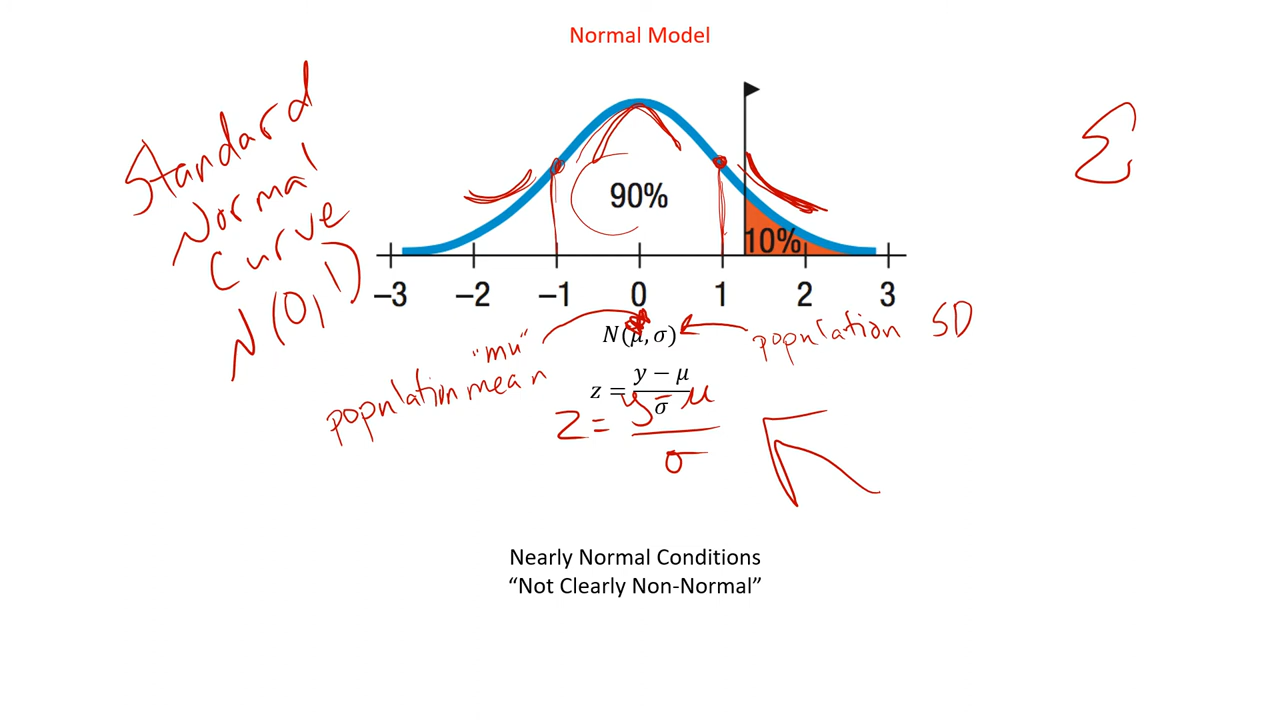 Normal Model
Standard
Normal
Curve
N(0,1)
90%
10%
–3 –2 –1 0 1 2 3
N(μ, σ)
"mu"
population mean
population SD
z = (y − μ) / σ
z = (y − μ) / σ
Σ
Nearly Normal Conditions
“Not Clearly Non-Normal”